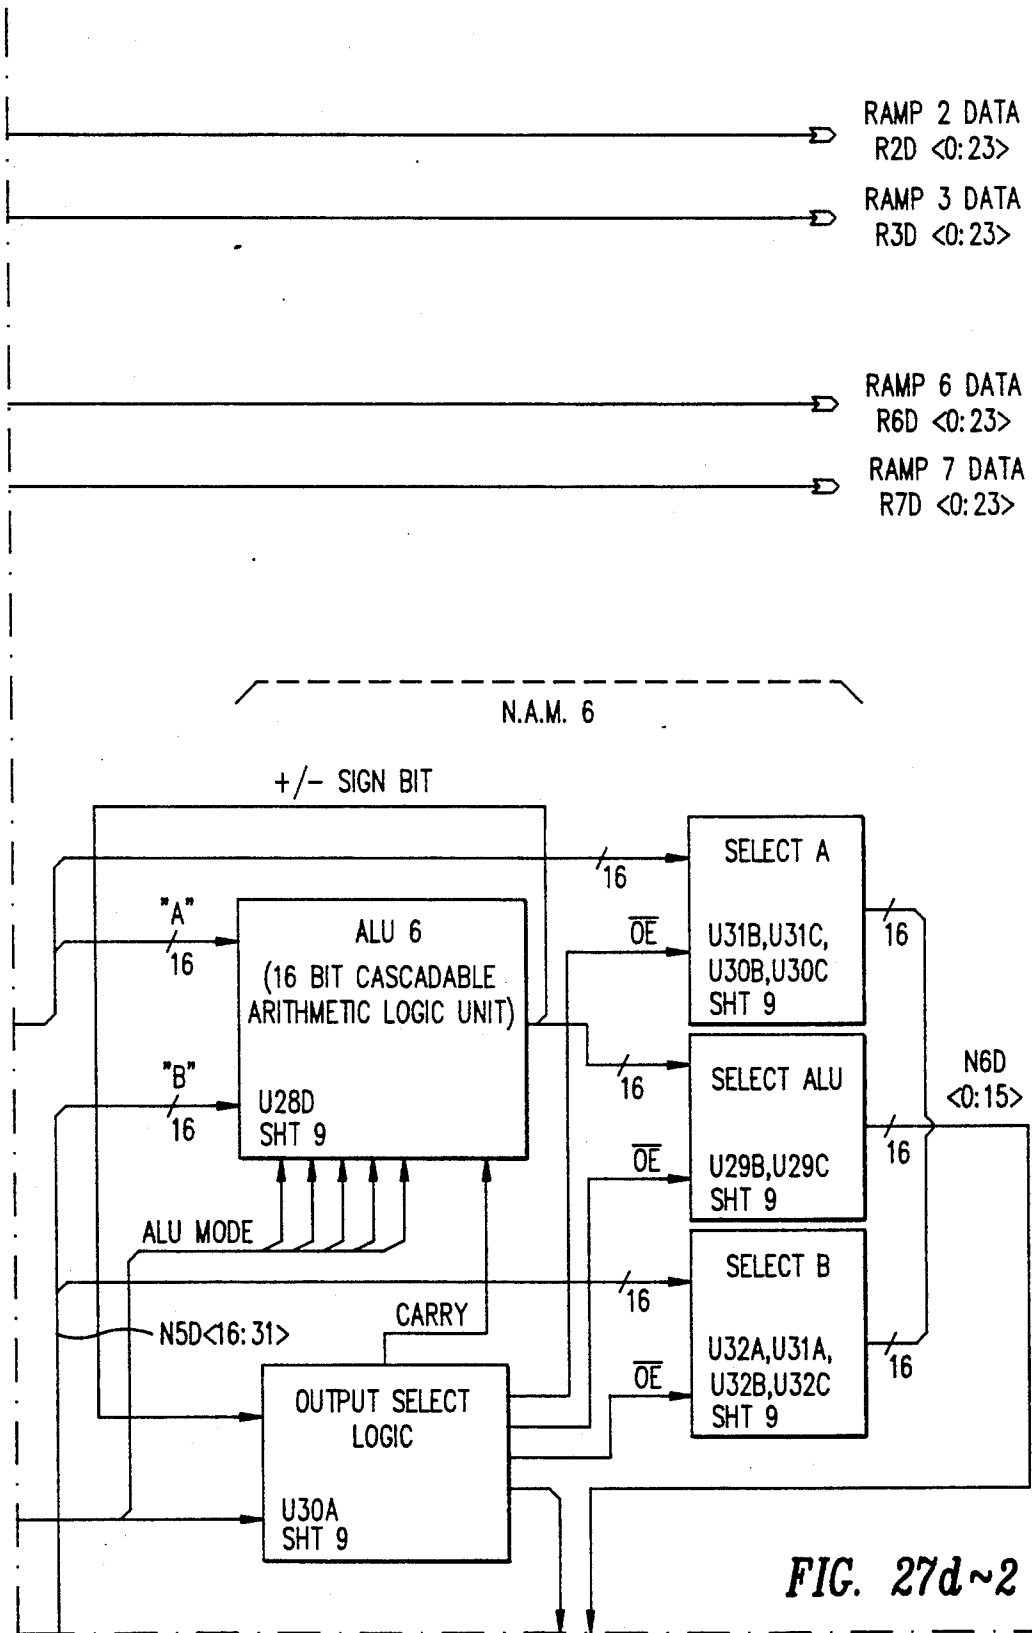 RAMP 2 DATA
R2D <0:23>
RAMP 3 DATA
R3D <0:23>
RAMP 6 DATA
R6D <0:23>
RAMP 7 DATA
R7D <0:23>
N.A.M. 6
+/- SIGN BIT
SELECT A
16
"A"
16
ALU 6
(16 BIT CASCADABLE
ARITHMETIC LOGIC UNIT)
OE
U31B,U31C,
U30B,U30C
SHT 9
16
"B"
16
U28D
SHT 9
16
SELECT ALU
N6D
<0:15>
OE
U29B,U29C
SHT 9
16
ALU MODE
16
SELECT B
N5D<16:31>
CARRY
OE
U32A,U31A,
U32B,U32C
SHT 9
16
OUTPUT SELECT
LOGIC
U30A
SHT 9
FIG. 27d~2